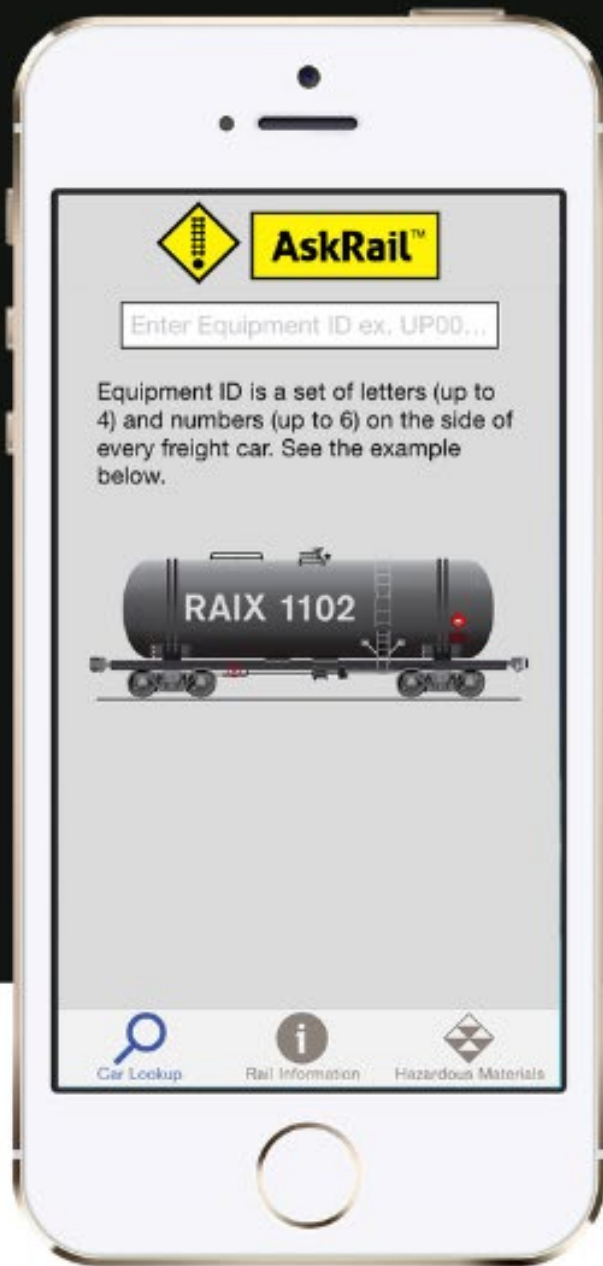 AskRail™
Enter Equipment ID ex. UP00...
Equipment ID is a set of letters (up to
4) and numbers (up to 6) on the side of
every freight car. See the example
below.
RAIX 1102
Car Lookup
Rail Information
Hazardous Materials